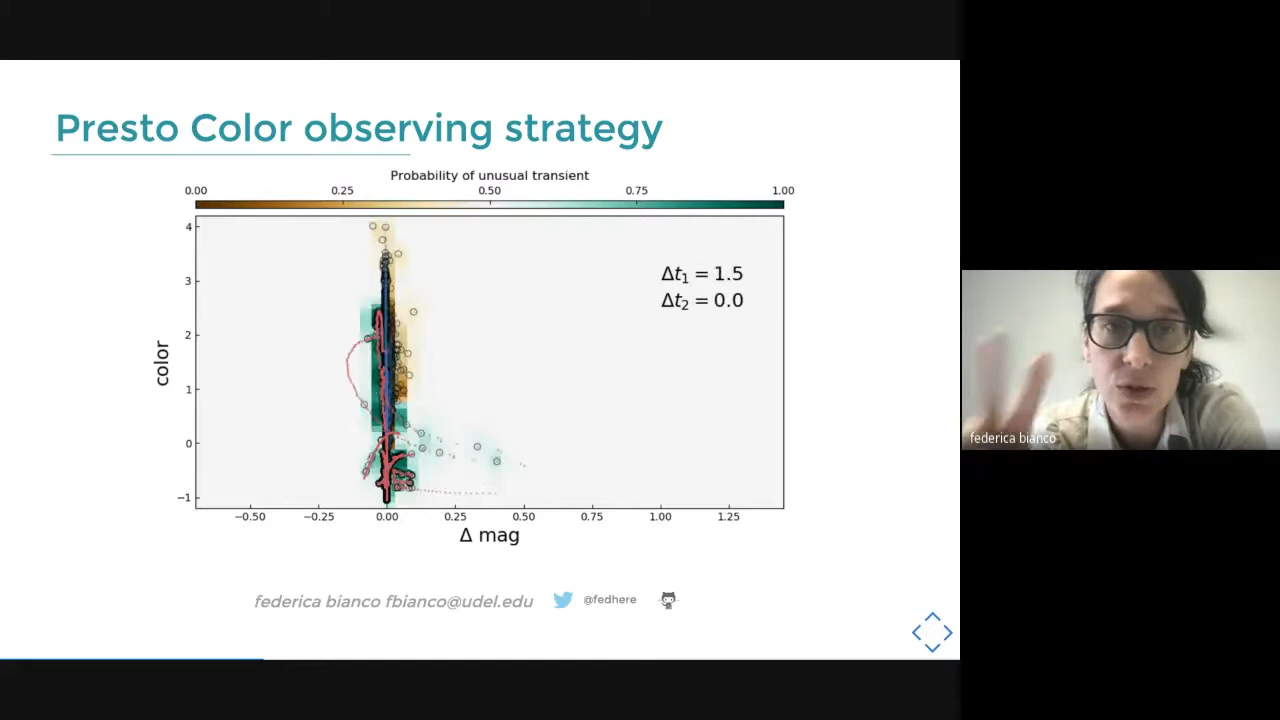 Presto Color observing strategy
Probability of unusual transient
0.00 0.25 0.50 0.75 1.00
4
3
2
1
0
−1
color
Δt₁ = 1.5
Δt₂ = 0.0
−0.50 −0.25 0.00 0.25 0.50 0.75 1.00 1.25
Δ mag
federica bianco fbianco@udel.edu @fedhere
federica bianco